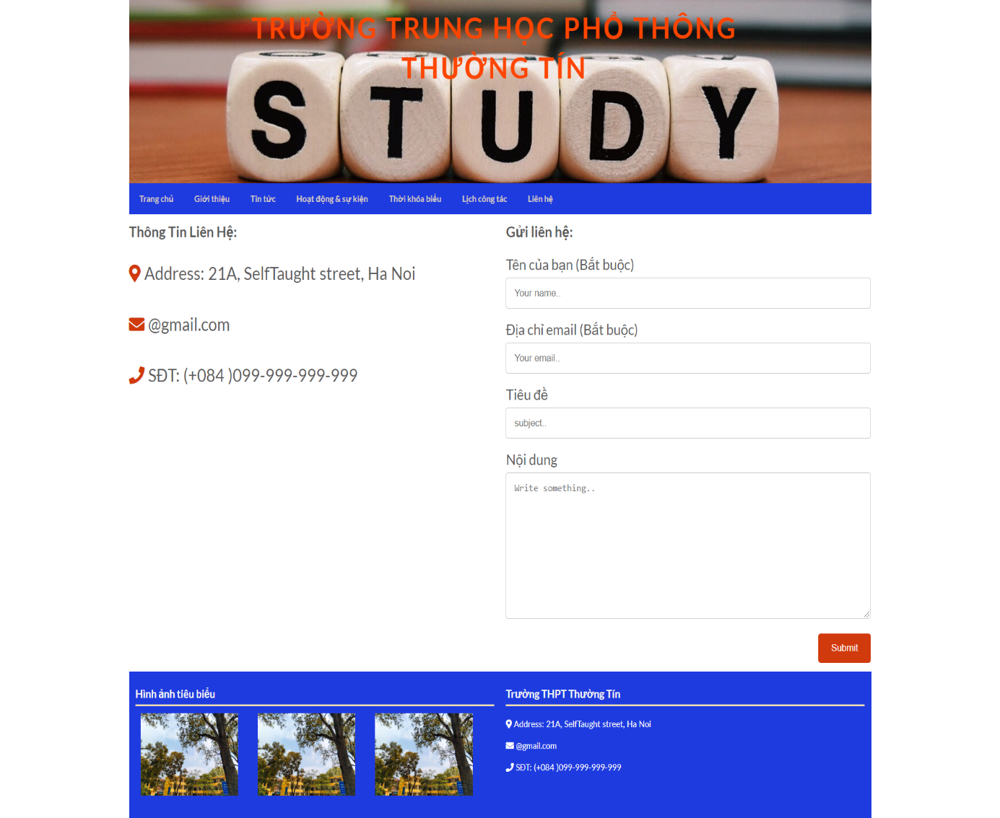 TRƯỜNG TRUNG HỌC PHỔ THÔNG
THƯỜNG TÍN
STUDY
Trang chủ Giới thiệu Tin tức Hoạt động & sự kiện Thời khóa biểu Lịch công tác Liên hệ
Thông Tin Liên Hệ:
Address: 21A, SelfTaught street, Ha Noi
@gmail.com
SĐT: (+084 )099-999-999-999
Gửi liên hệ:
Tên của bạn (Bắt buộc)
Your name..
Địa chỉ email (Bắt buộc)
Your email..
Tiêu đề
subject..
Nội dung
Write something..
Submit
Hình ảnh tiêu biểu
Trường THPT Thường Tín
Address: 21A, SelfTaught street, Ha Noi
@gmail.com
SĐT: (+084 )099-999-999-999